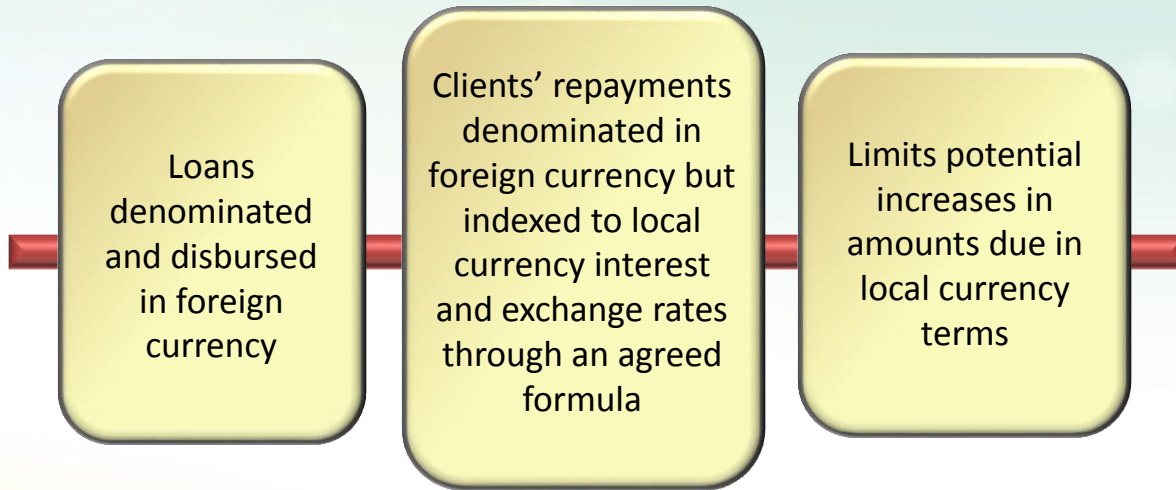 Loans
denominated
and disbursed
in foreign
currency
Clients’ repayments
denominated in
foreign currency but
indexed to local
currency interest
and exchange rates
through an agreed
formula
Limits potential
increases in
amounts due in
local currency
terms